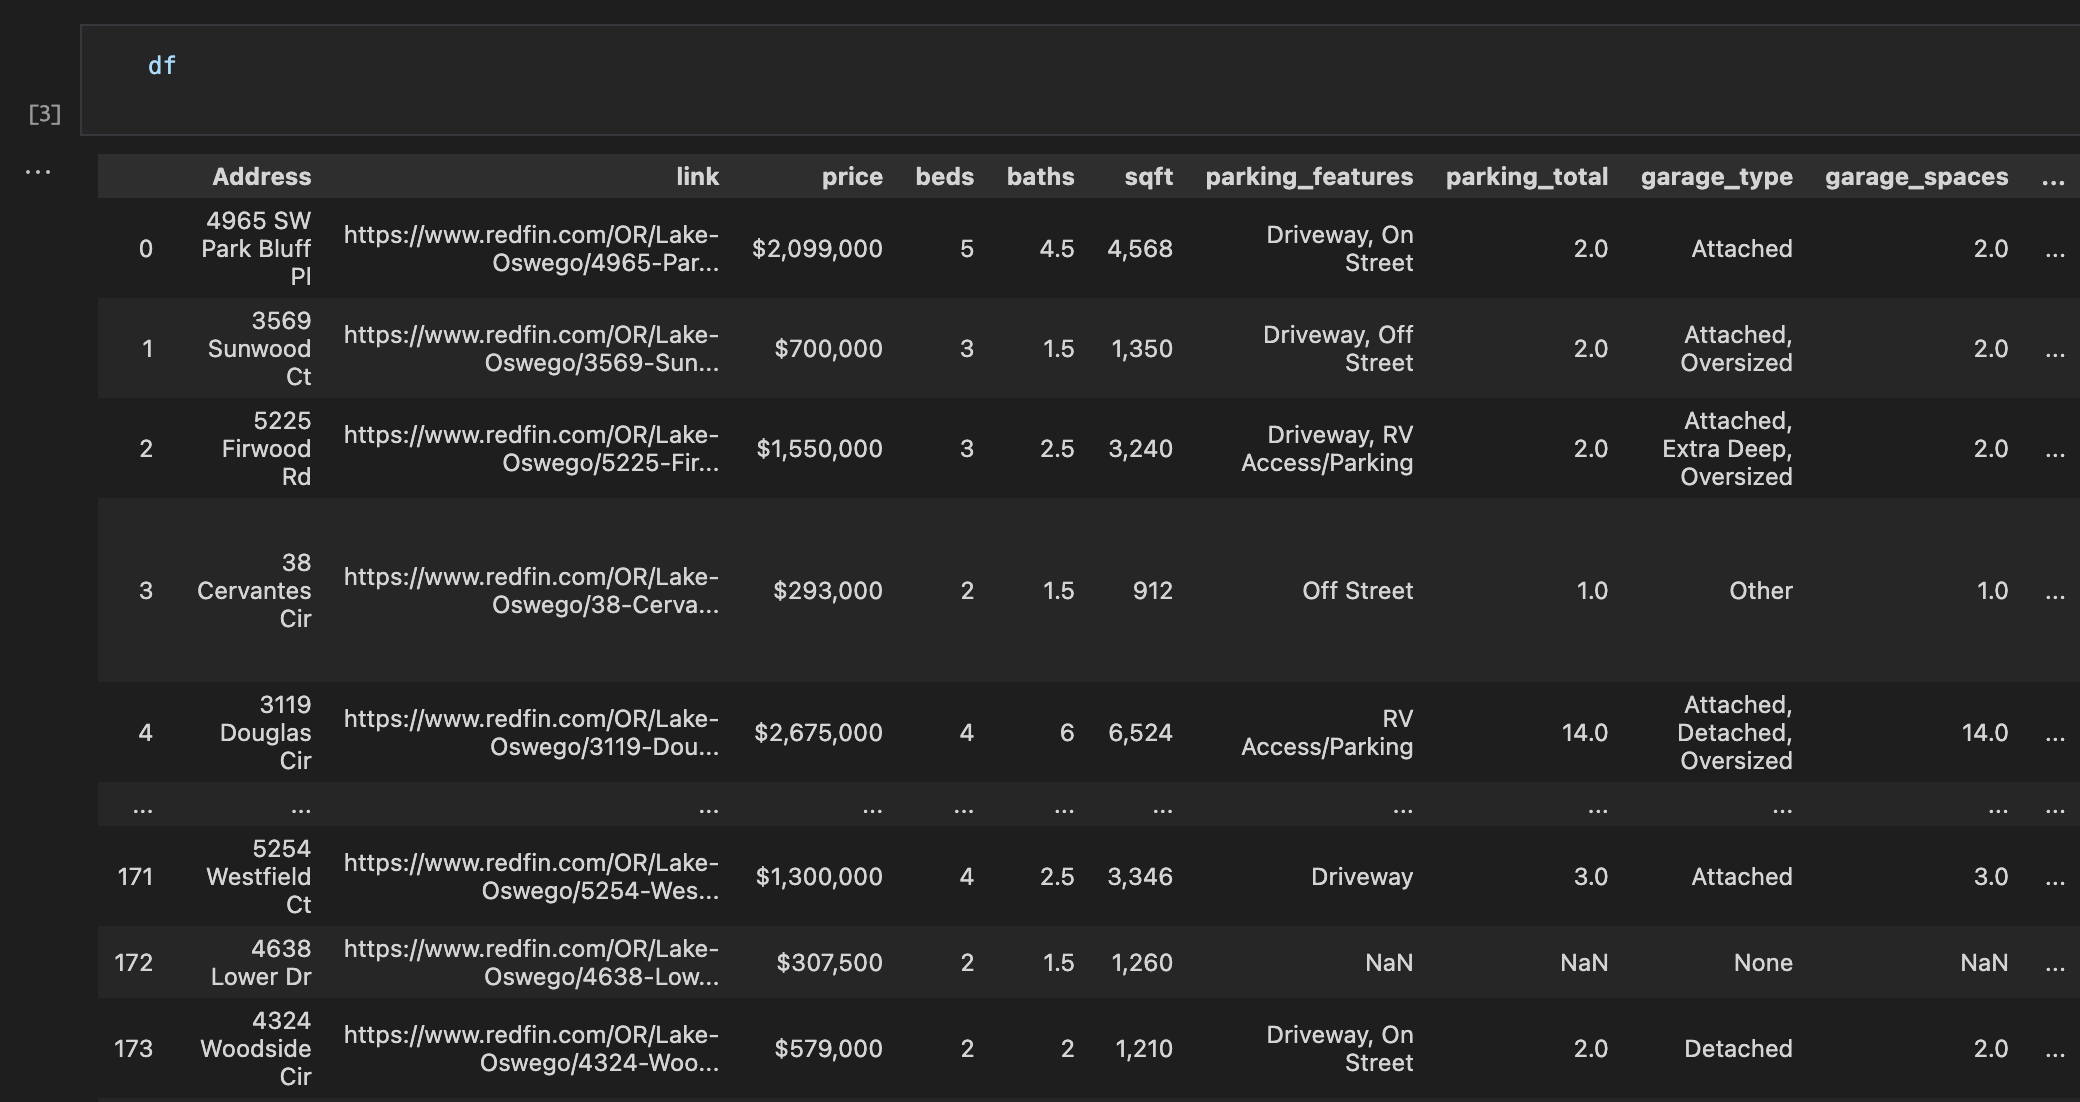 df
[3]
...
Address link price beds baths sqft parking_features parking_total garage_type garage_spaces ...
0 4965 SW Park Bluff Pl https://www.redfin.com/OR/Lake-Oswego/4965-Par... $2,099,000 5 4.5 4,568 Driveway, On Street 2.0 Attached 2.0 ...
1 3569 Sunwood Ct https://www.redfin.com/OR/Lake-Oswego/3569-Sun... $700,000 3 1.5 1,350 Driveway, Off Street 2.0 Attached, Oversized 2.0 ...
2 5225 Firwood Rd https://www.redfin.com/OR/Lake-Oswego/5225-Fir... $1,550,000 3 2.5 3,240 Driveway, RV Access/Parking 2.0 Attached, Extra Deep, Oversized 2.0 ...
3 38 Cervantes Cir https://www.redfin.com/OR/Lake-Oswego/38-Cerva... $293,000 2 1.5 912 Off Street 1.0 Other 1.0 ...
4 3119 Douglas Cir https://www.redfin.com/OR/Lake-Oswego/3119-Dou... $2,675,000 4 6 6,524 RV Access/Parking 14.0 Attached, Detached, Oversized 14.0 ...
... ... ... ... ... ... ... ... ... ... ... ...
171 5254 Westfield Ct https://www.redfin.com/OR/Lake-Oswego/5254-Wes... $1,300,000 4 2.5 3,346 Driveway 3.0 Attached 3.0 ...
172 4638 Lower Dr https://www.redfin.com/OR/Lake-Oswego/4638-Low... $307,500 2 1.5 1,260 NaN NaN None NaN ...
173 4324 Woodside Cir https://www.redfin.com/OR/Lake-Oswego/4324-Woo... $579,000 2 2 1,210 Driveway, On Street 2.0 Detached 2.0 ...